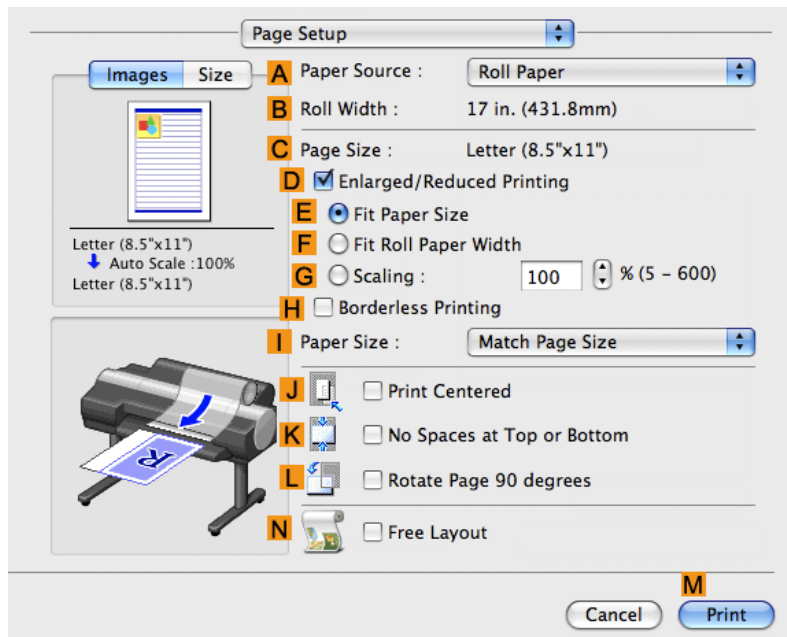 Page Setup
Images Size
A Paper Source : Roll Paper
B Roll Width : 17 in. (431.8mm)
C Page Size : Letter (8.5"x11")
D Enlarged/Reduced Printing
E Fit Paper Size
F Fit Roll Paper Width
G Scaling : 100 % (5 - 600)
Letter (8.5"x11")
Auto Scale :100%
Letter (8.5"x11")
H Borderless Printing
I Paper Size : Match Page Size
J Print Centered
K No Spaces at Top or Bottom
L Rotate Page 90 degrees
R
N Free Layout
M
Cancel Print